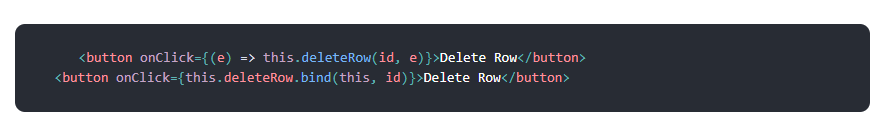 <button onClick={(e) => this.deleteRow(id, e)}>Delete Row</button>
<button onClick={this.deleteRow.bind(this, id)}>Delete Row</button>